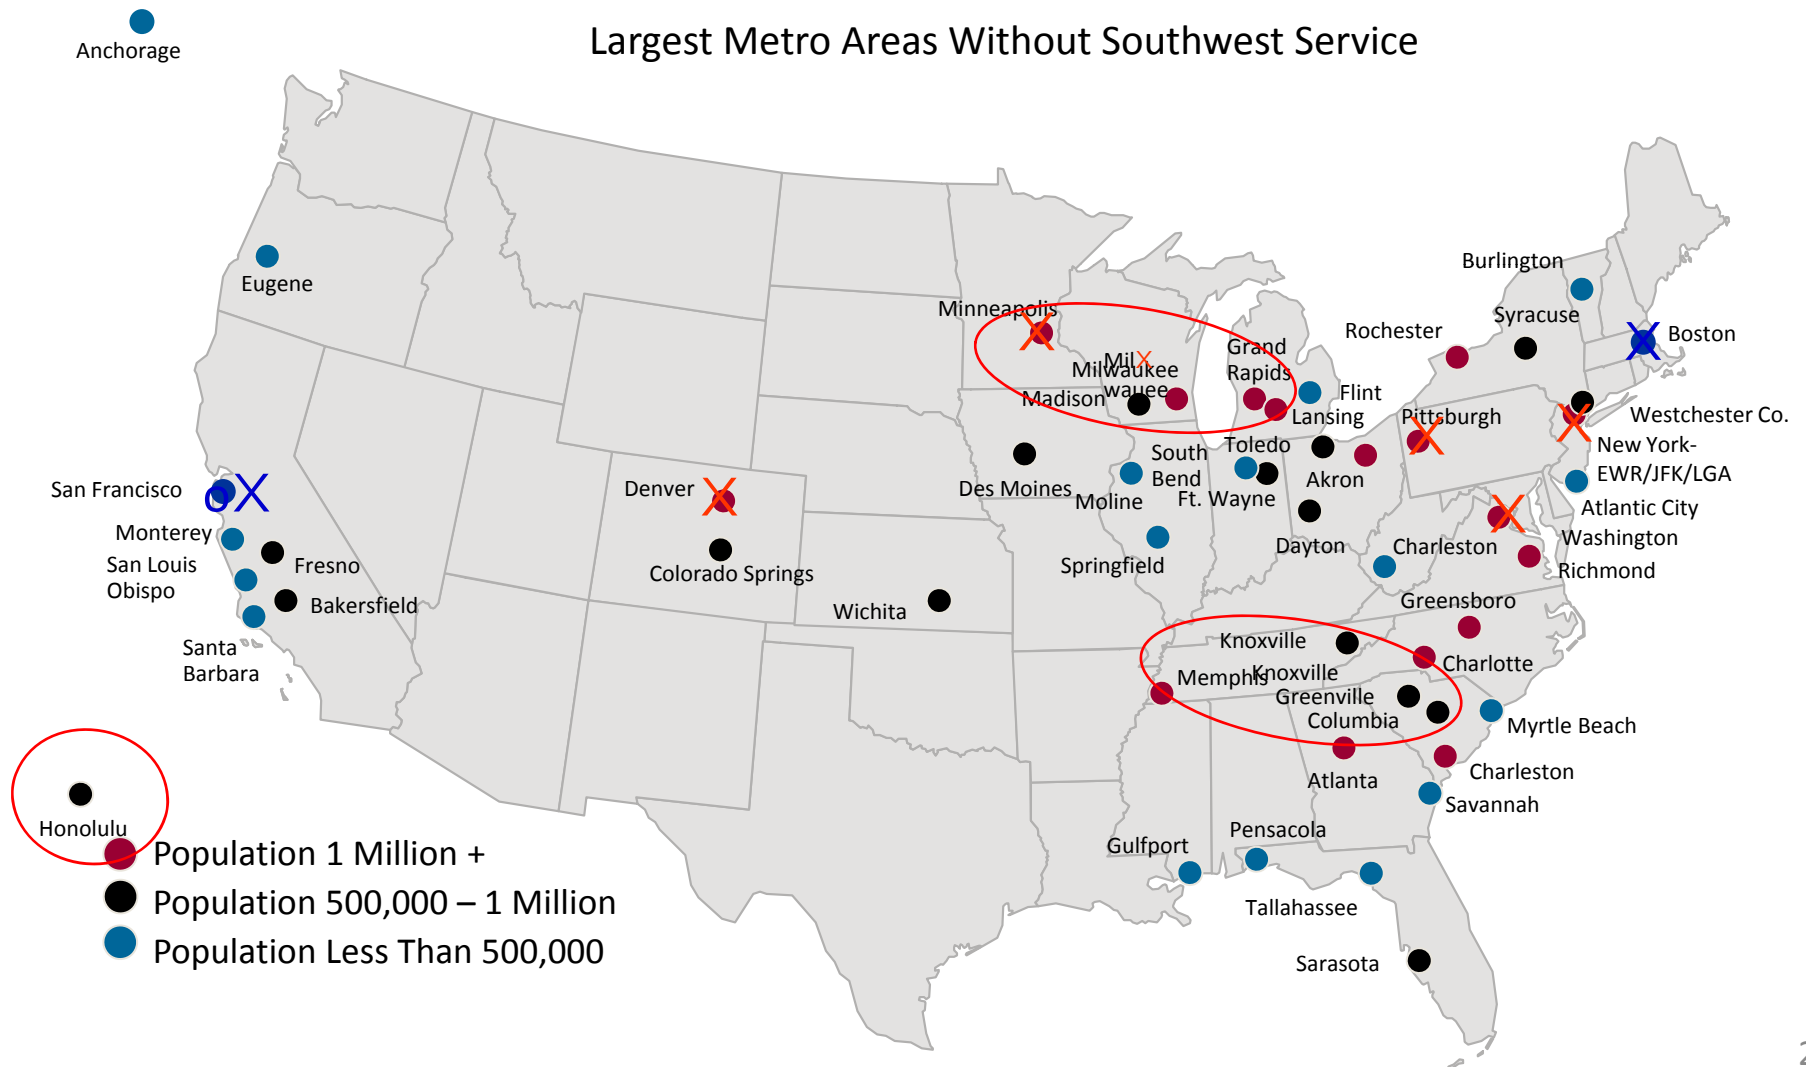 Anchorage
Largest Metro Areas Without Southwest Service
Eugene
Burlington
Minneapolis
X
Syracuse
Rochester
Boston
X
Grand
Rapids
Mil
X
Milwaukee
wauee
Madison
Flint
Lansing
Pittsburgh
X
Westchester Co.
X
New York-
EWR/JFK/LGA
Toledo
South
Bend
Akron
Des Moines
Moline
Ft. Wayne
San Francisco
o X
Denver
X
Atlantic City
X
Washington
Monterey
Fresno
San Louis
Obispo
Bakersfield
Colorado Springs
Springfield
Dayton
Charleston
Richmond
Wichita
Greensboro
Santa
Barbara
Knoxville
Knoxville
Memphis
Charlotte
Greenville
Columbia
Myrtle Beach
Atlanta
Charleston
Savannah
Honolulu
Pensacola
Gulfport
Tallahassee
Sarasota
Population 1 Million +
Population 500,000 – 1 Million
Population Less Than 500,000